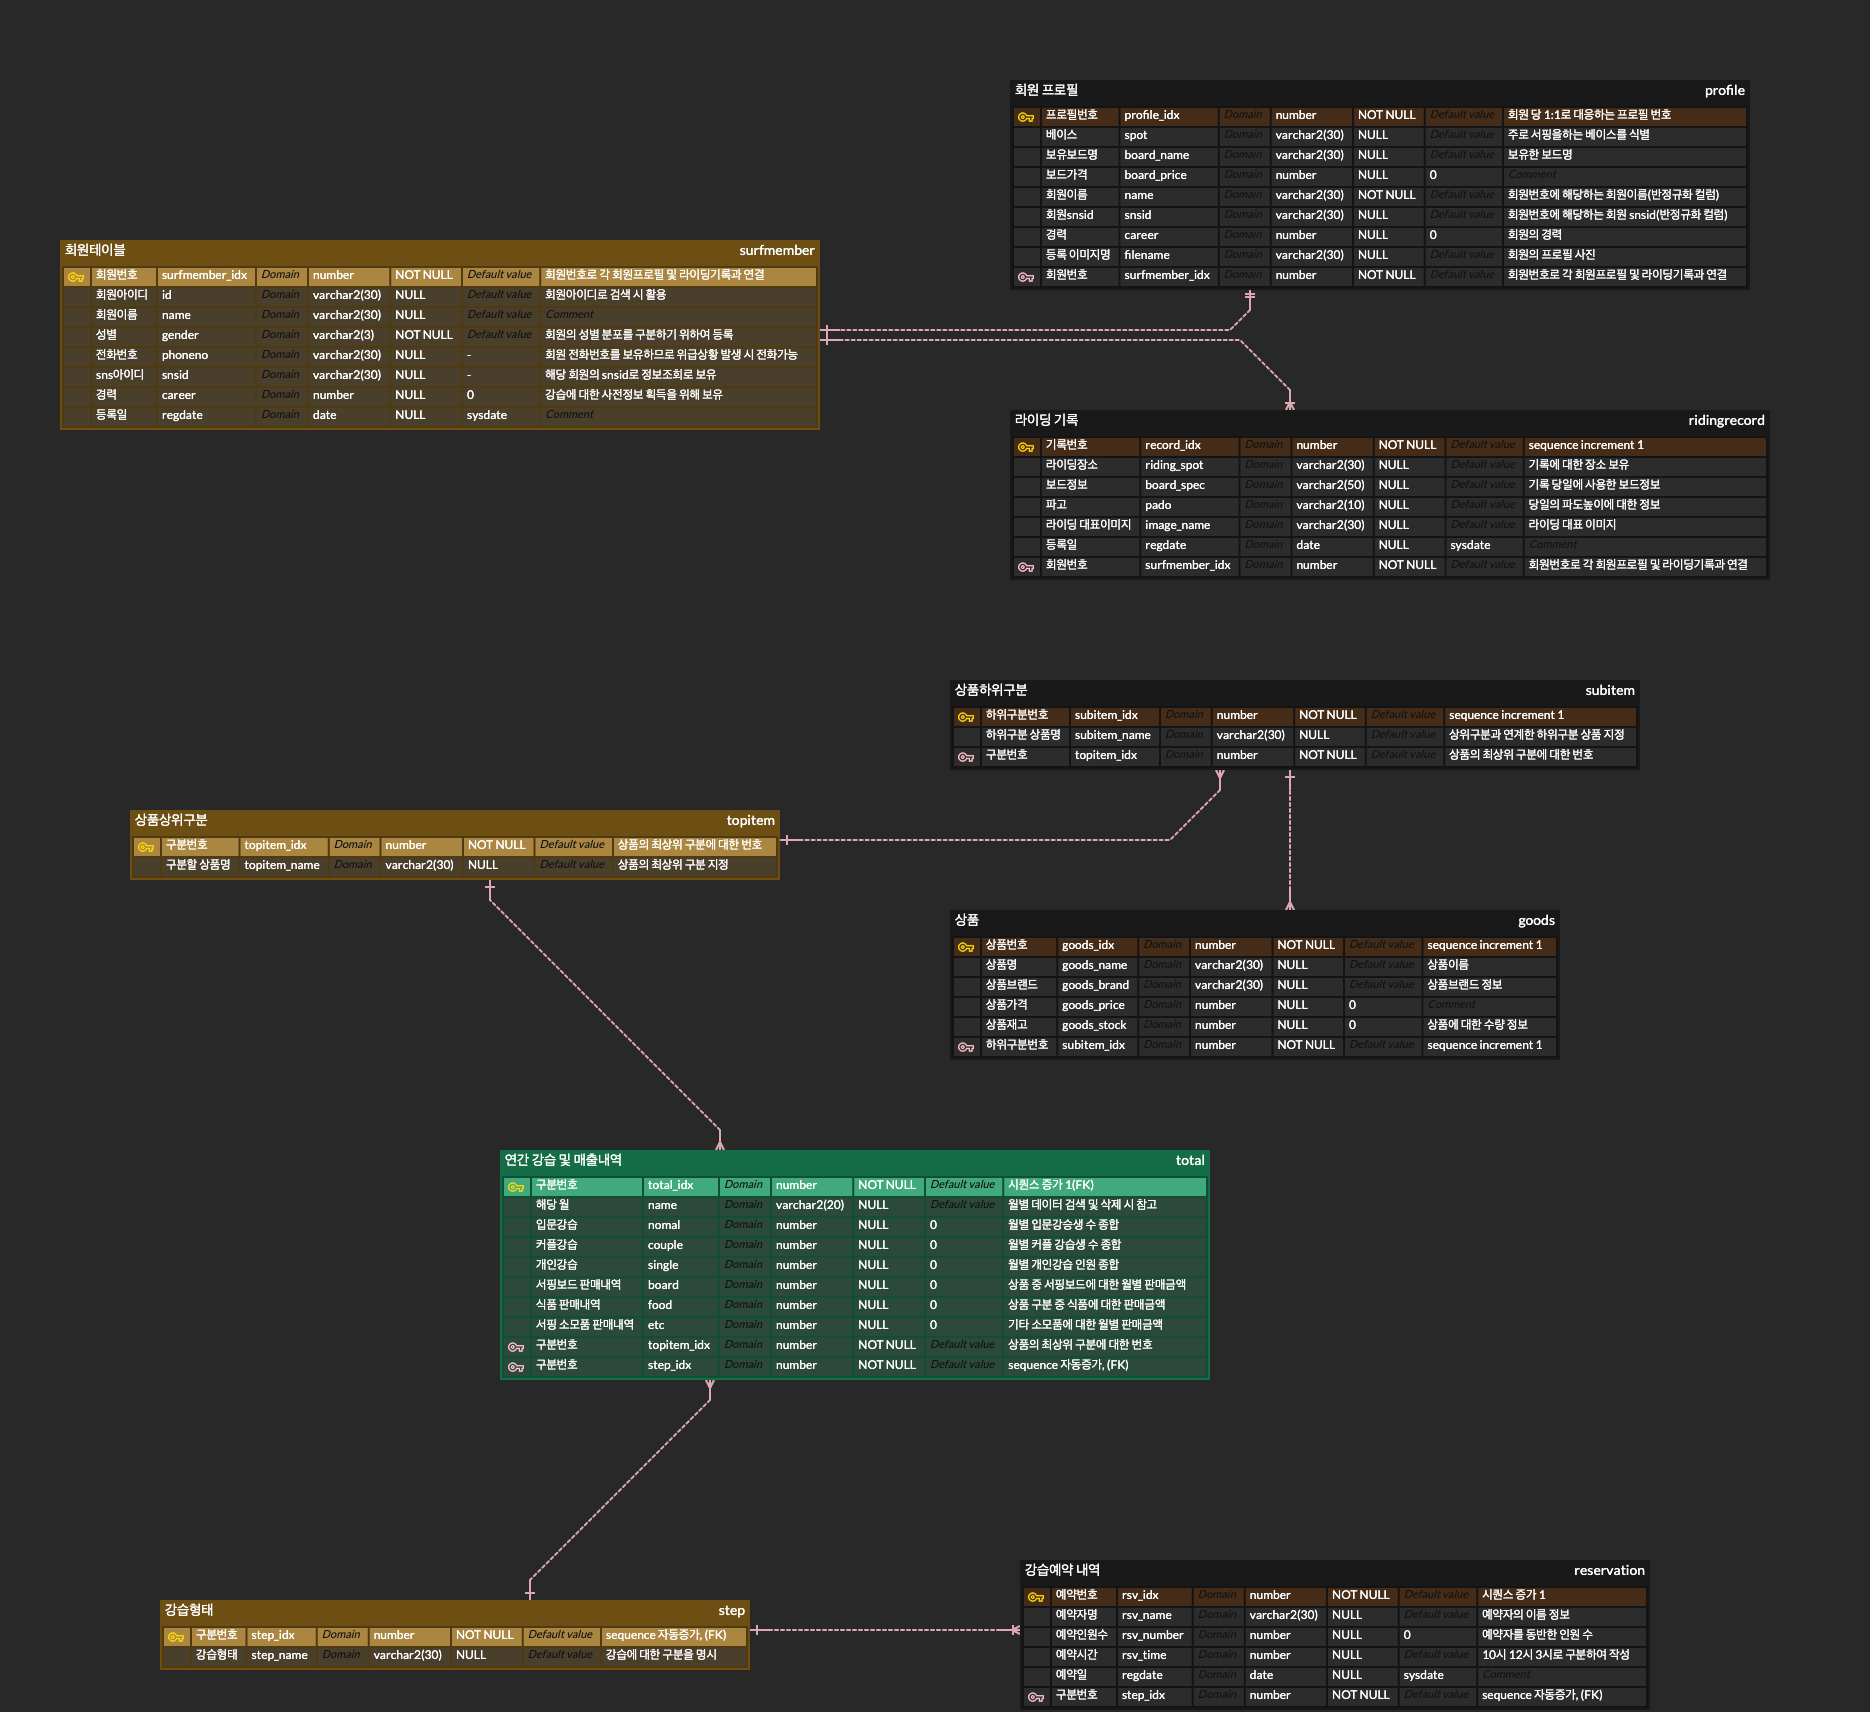 회원 프로필 profile
프로필번호 profile_idx Domain number NOT NULL Default value 회원 당 1:1로 대응하는 프로필 번호
베이스 spot Domain varchar2(30) NULL Default value 주로 서핑을하는 베이스를 식별
보유보드명 board_name Domain varchar2(30) NULL Default value 보유한 보드명
보드가격 board_price Domain number NULL 0 Comment
회원이름 name Domain varchar2(30) NOT NULL Default value 회원번호에 해당하는 회원이름(반정규화 컬럼)
회원snsid snsid Domain varchar2(30) NULL Default value 회원번호에 해당하는 회원 snsid(반정규화 컬럼)
경력 career Domain number NULL 0 회원의 경력
등록 이미지명 filename Domain varchar2(30) NULL Default value 회원의 프로필 사진
회원번호 surfmember_idx Domain number NOT NULL Default value 회원번호로 각 회원프로필 및 라이딩기록과 연결
회원테이블 surfmember
회원번호 surfmember_idx Domain number NOT NULL Default value 회원번호로 각 회원프로필 및 라이딩기록과 연결
회원아이디 id Domain varchar2(30) NULL Default value 회원아이디로 검색 시 활용
회원이름 name Domain varchar2(30) NULL Default value Comment
성별 gender Domain varchar2(3) NOT NULL Default value 회원의 성별 분포를 구분하기 위하여 등록
전화번호 phoneno Domain varchar2(30) NULL - 회원 전화번호를 보유하므로 위급상황 발생 시 전화가능
sns아이디 snsid Domain varchar2(30) NULL - 해당 회원의 snsid로 정보조회로 보유
경력 career Domain number NULL 0 강습에 대한 사전정보 획득을 위해 보유
등록일 regdate Domain date NULL sysdate Comment
라이딩 기록 ridingrecord
기록번호 record_idx Domain number NOT NULL Default value sequence increment 1
라이딩장소 riding_spot Domain varchar2(30) NULL Default value 기록에 대한 장소 보유
보드정보 board_spec Domain varchar2(50) NULL Default value 기록 당일에 사용한 보드정보
파고 pado Domain varchar2(10) NULL Default value 당일의 파도높이에 대한 정보
라이딩 대표이미지 image_name Domain varchar2(30) NULL Default value 라이딩 대표 이미지
등록일 regdate Domain date NULL sysdate Comment
회원번호 surfmember_idx Domain number NOT NULL Default value 회원번호로 각 회원프로필 및 라이딩기록과 연결
상품하위구분 subitem
하위구분번호 subitem_idx Domain number NOT NULL Default value sequence increment 1
하위구분 상품명 subitem_name Domain varchar2(30) NULL Default value 상위구분과 연계한 하위구분 상품 지정
구분번호 topitem_idx Domain number NOT NULL Default value 상품의 최상위 구분에 대한 번호
상품상위구분 topitem
구분번호 topitem_idx Domain number NOT NULL Default value 상품의 최상위 구분에 대한 번호
구분할 상품명 topitem_name Domain varchar2(30) NULL Default value 상품의 최상위 구분 지정
상품 goods
상품번호 goods_idx Domain number NOT NULL Default value sequence increment 1
상품명 goods_name Domain varchar2(30) NULL Default value 상품이름
상품브랜드 goods_brand Domain varchar2(30) NULL Default value 상품브랜드 정보
상품가격 goods_price Domain number NULL 0 Comment
상품재고 goods_stock Domain number NULL 0 상품에 대한 수량 정보
하위구분번호 subitem_idx Domain number NOT NULL Default value sequence increment 1
연간 강습 및 매출내역 total
구분번호 total_idx Domain number NOT NULL Default value 시퀀스 증가 1(FK)
해당 월 name Domain varchar2(20) NULL Default value 월별 데이터 검색 및 삭제 시 참고
입문강습 nomal Domain number NULL 0 월별 입문강승생 수 종합
커플강습 couple Domain number NULL 0 월별 커플 강습생 수 종합
개인강습 single Domain number NULL 0 월별 개인강습 인원 종합
서핑보드 판매내역 board Domain number NULL 0 상품 중 서핑보드에 대한 월별 판매금액
식품 판매내역 food Domain number NULL 0 상품 구분 중 식품에 대한 판매금액
서핑 소모품 판매내역 etc Domain number NULL 0 기타 소모품에 대한 월별 판매금액
구분번호 topitem_idx Domain number NOT NULL Default value 상품의 최상위 구분에 대한 번호
구분번호 step_idx Domain number NOT NULL Default value sequence 자동증가, (FK)
강습형태 step
구분번호 step_idx Domain number NOT NULL Default value sequence 자동증가, (FK)
강습형태 step_name Domain varchar2(30) NULL Default value 강습에 대한 구분을 명시
강습예약 내역 reservation
예약번호 rsv_idx Domain number NOT NULL Default value 시퀀스 증가 1
예약자명 rsv_name Domain varchar2(30) NULL Default value 예약자의 이름 정보
예약인원수 rsv_number Domain number NULL 0 예약자를 동반한 인원 수
예약시간 rsv_time Domain number NULL Default value 10시 12시 3시로 구분하여 작성
예약일 regdate Domain date NULL sysdate Comment
구분번호 step_idx Domain number NOT NULL Default value sequence 자동증가, (FK)